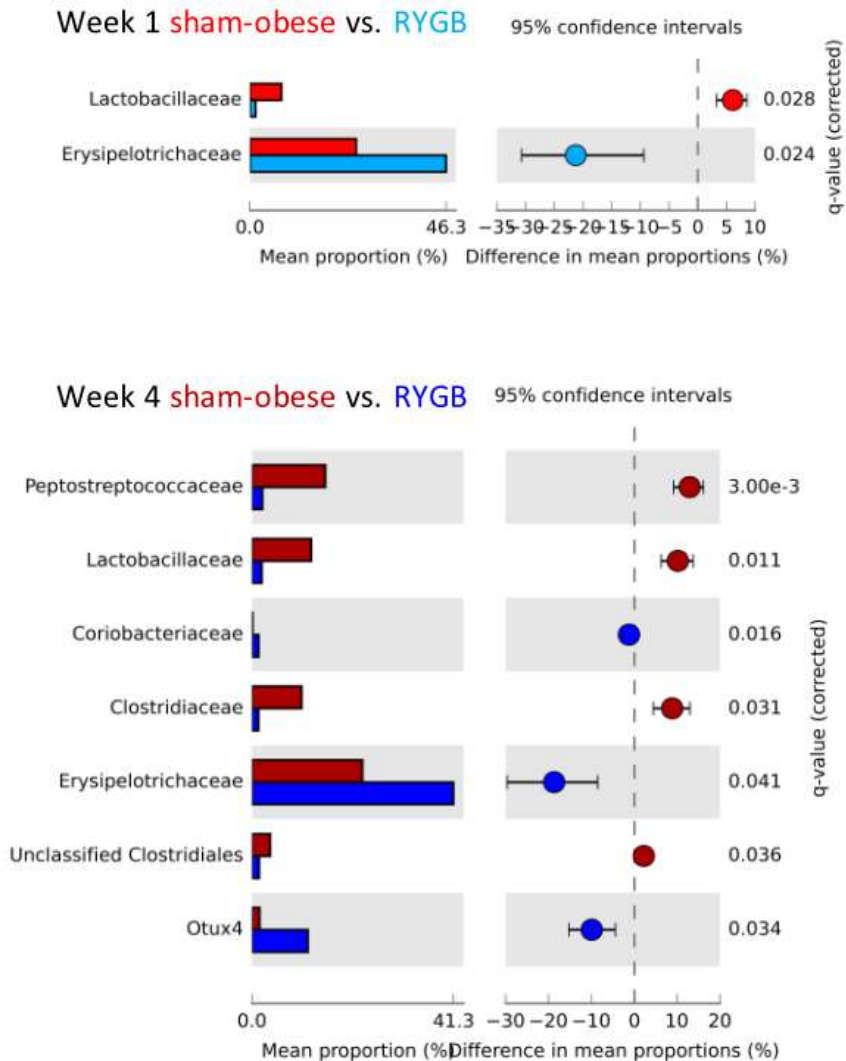 Week 1 sham-obese vs. RYGB
95% confidence intervals
Lactobacillaceae
0.028
Erysipelotrichaceae
0.024
q-value (corrected)
0.0 46.3
−35−30−25−20−15−10−5 0 5 10
Mean proportion (%)
Difference in mean proportions (%)
Week 4 sham-obese vs. RYGB
95% confidence intervals
Peptostreptococcaceae
3.00e-3
Lactobacillaceae
0.011
Coriobacteriaceae
0.016
Clostridiaceae
0.031
Erysipelotrichaceae
0.041
Unclassified Clostridiales
0.036
Otux4
0.034
q-value (corrected)
0.0 41.3
−30 −20 −10 0 10 20
Mean proportion (%)
Difference in mean proportions (%)